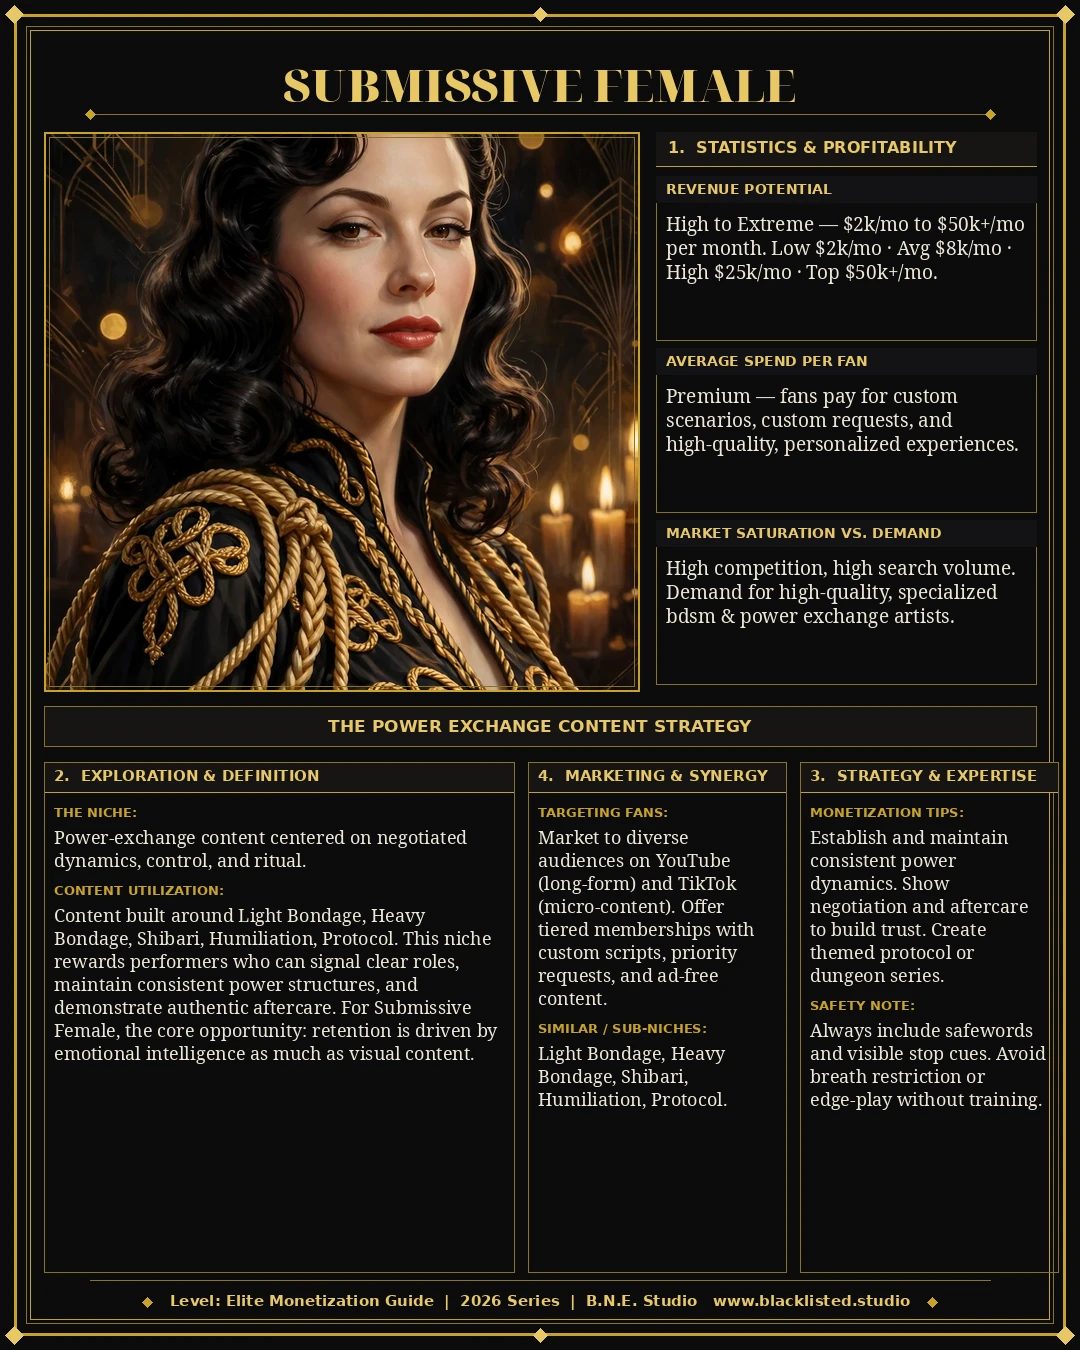 SUBMISSIVE FEMALE
1. STATISTICS & PROFITABILITY
REVENUE POTENTIAL
High to Extreme — $2k/mo to $50k+/mo
per month. Low $2k/mo · Avg $8k/mo ·
High $25k/mo · Top $50k+/mo.
AVERAGE SPEND PER FAN
Premium — fans pay for custom
scenarios, custom requests, and
high-quality, personalized experiences.
MARKET SATURATION VS. DEMAND
High competition, high search volume.
Demand for high-quality, specialized
bdsm & power exchange artists.
THE POWER EXCHANGE CONTENT STRATEGY
2. EXPLORATION & DEFINITION
THE NICHE:
Power-exchange content centered on negotiated
dynamics, control, and ritual.
CONTENT UTILIZATION:
Content built around Light Bondage, Heavy
Bondage, Shibari, Humiliation, Protocol. This niche
rewards performers who can signal clear roles,
maintain consistent power structures, and
demonstrate authentic aftercare. For Submissive
Female, the core opportunity: retention is driven by
emotional intelligence as much as visual content.
4. MARKETING & SYNERGY
TARGETING FANS:
Market to diverse
audiences on YouTube
(long-form) and TikTok
(micro-content). Offer
tiered memberships with
custom scripts, priority
requests, and ad-free
content.
SIMILAR / SUB-NICHES:
Light Bondage, Heavy
Bondage, Shibari,
Humiliation, Protocol.
3. STRATEGY & EXPERTISE
MONETIZATION TIPS:
Establish and maintain
consistent power
dynamics. Show
negotiation and aftercare
to build trust. Create
themed protocol or
dungeon series.
SAFETY NOTE:
Always include safewords
and visible stop cues. Avoid
breath restriction or
edge-play without training.
Level: Elite Monetization Guide | 2026 Series | B.N.E. Studio www.blacklisted.studio